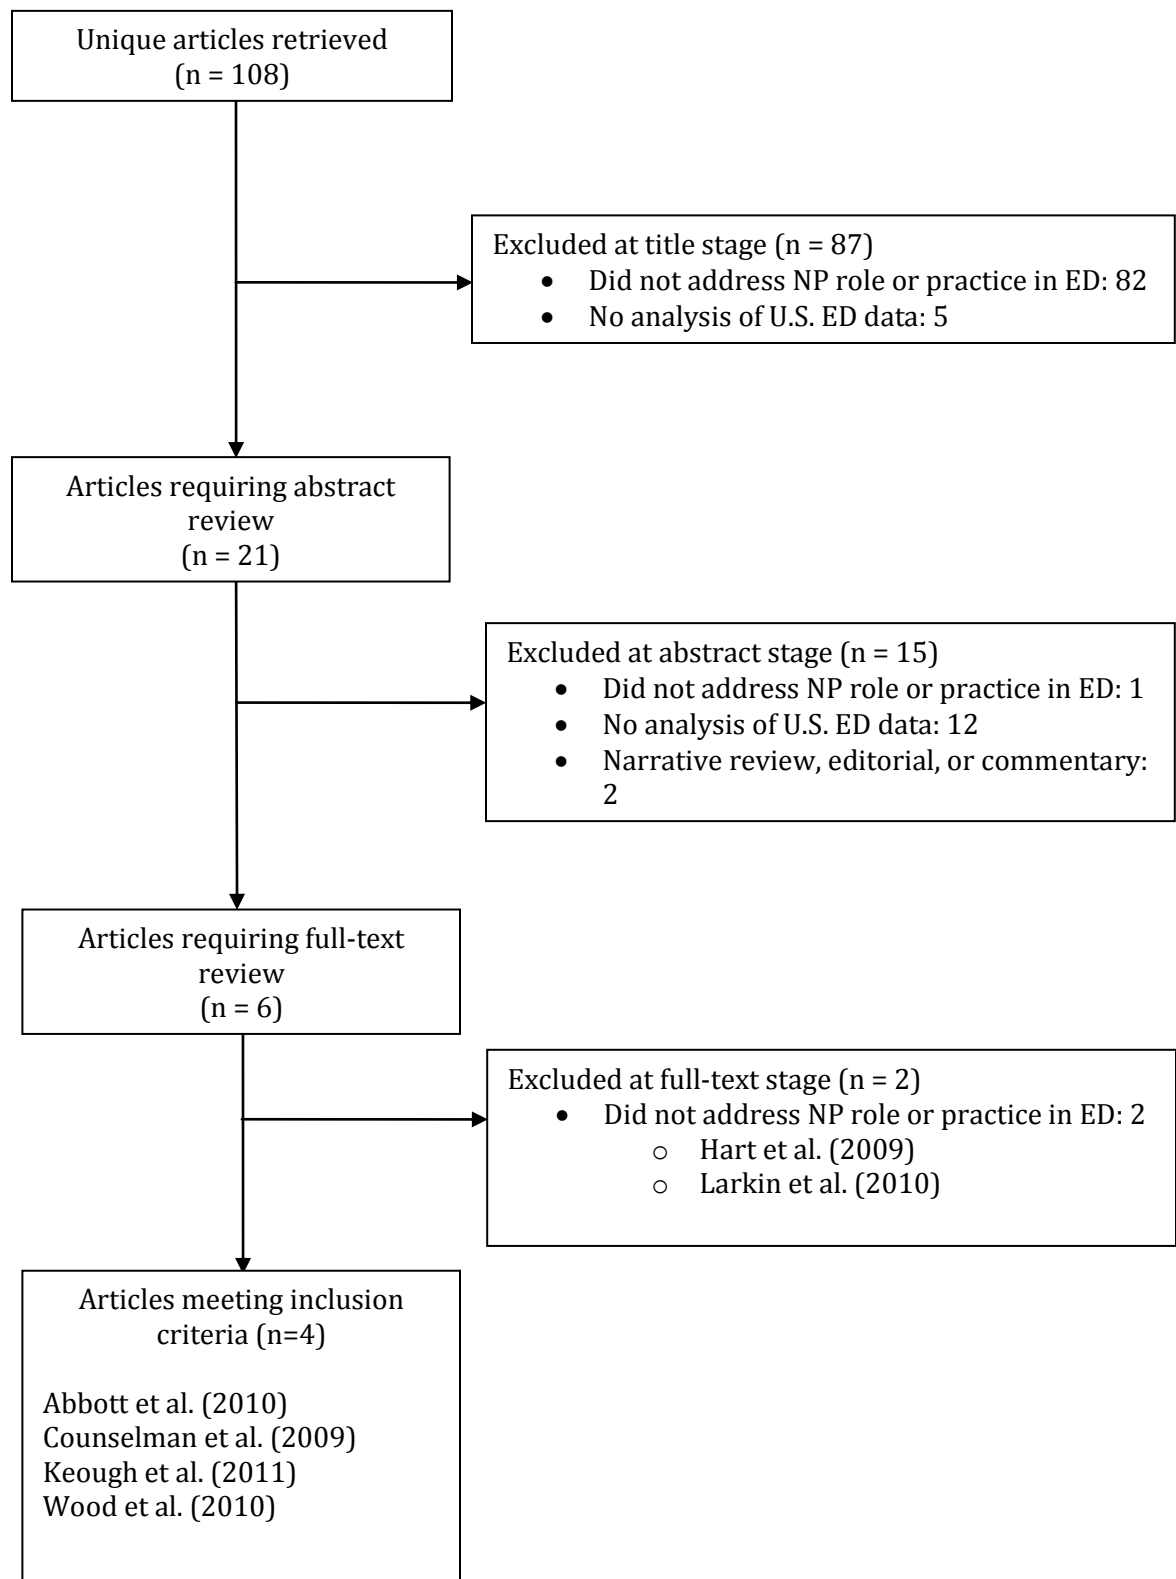 Unique articles retrieved
(n = 108)
Excluded at title stage (n = 87)
• Did not address NP role or practice in ED: 82
• No analysis of U.S. ED data: 5
Articles requiring abstract
review
(n = 21)
Excluded at abstract stage (n = 15)
• Did not address NP role or practice in ED: 1
• No analysis of U.S. ED data: 12
• Narrative review, editorial, or commentary:
2
Articles requiring full-text
review
(n = 6)
Excluded at full-text stage (n = 2)
• Did not address NP role or practice in ED: 2
o Hart et al. (2009)
o Larkin et al. (2010)
Articles meeting inclusion
criteria (n=4)
Abbott et al. (2010)
Counselman et al. (2009)
Keough et al. (2011)
Wood et al. (2010)